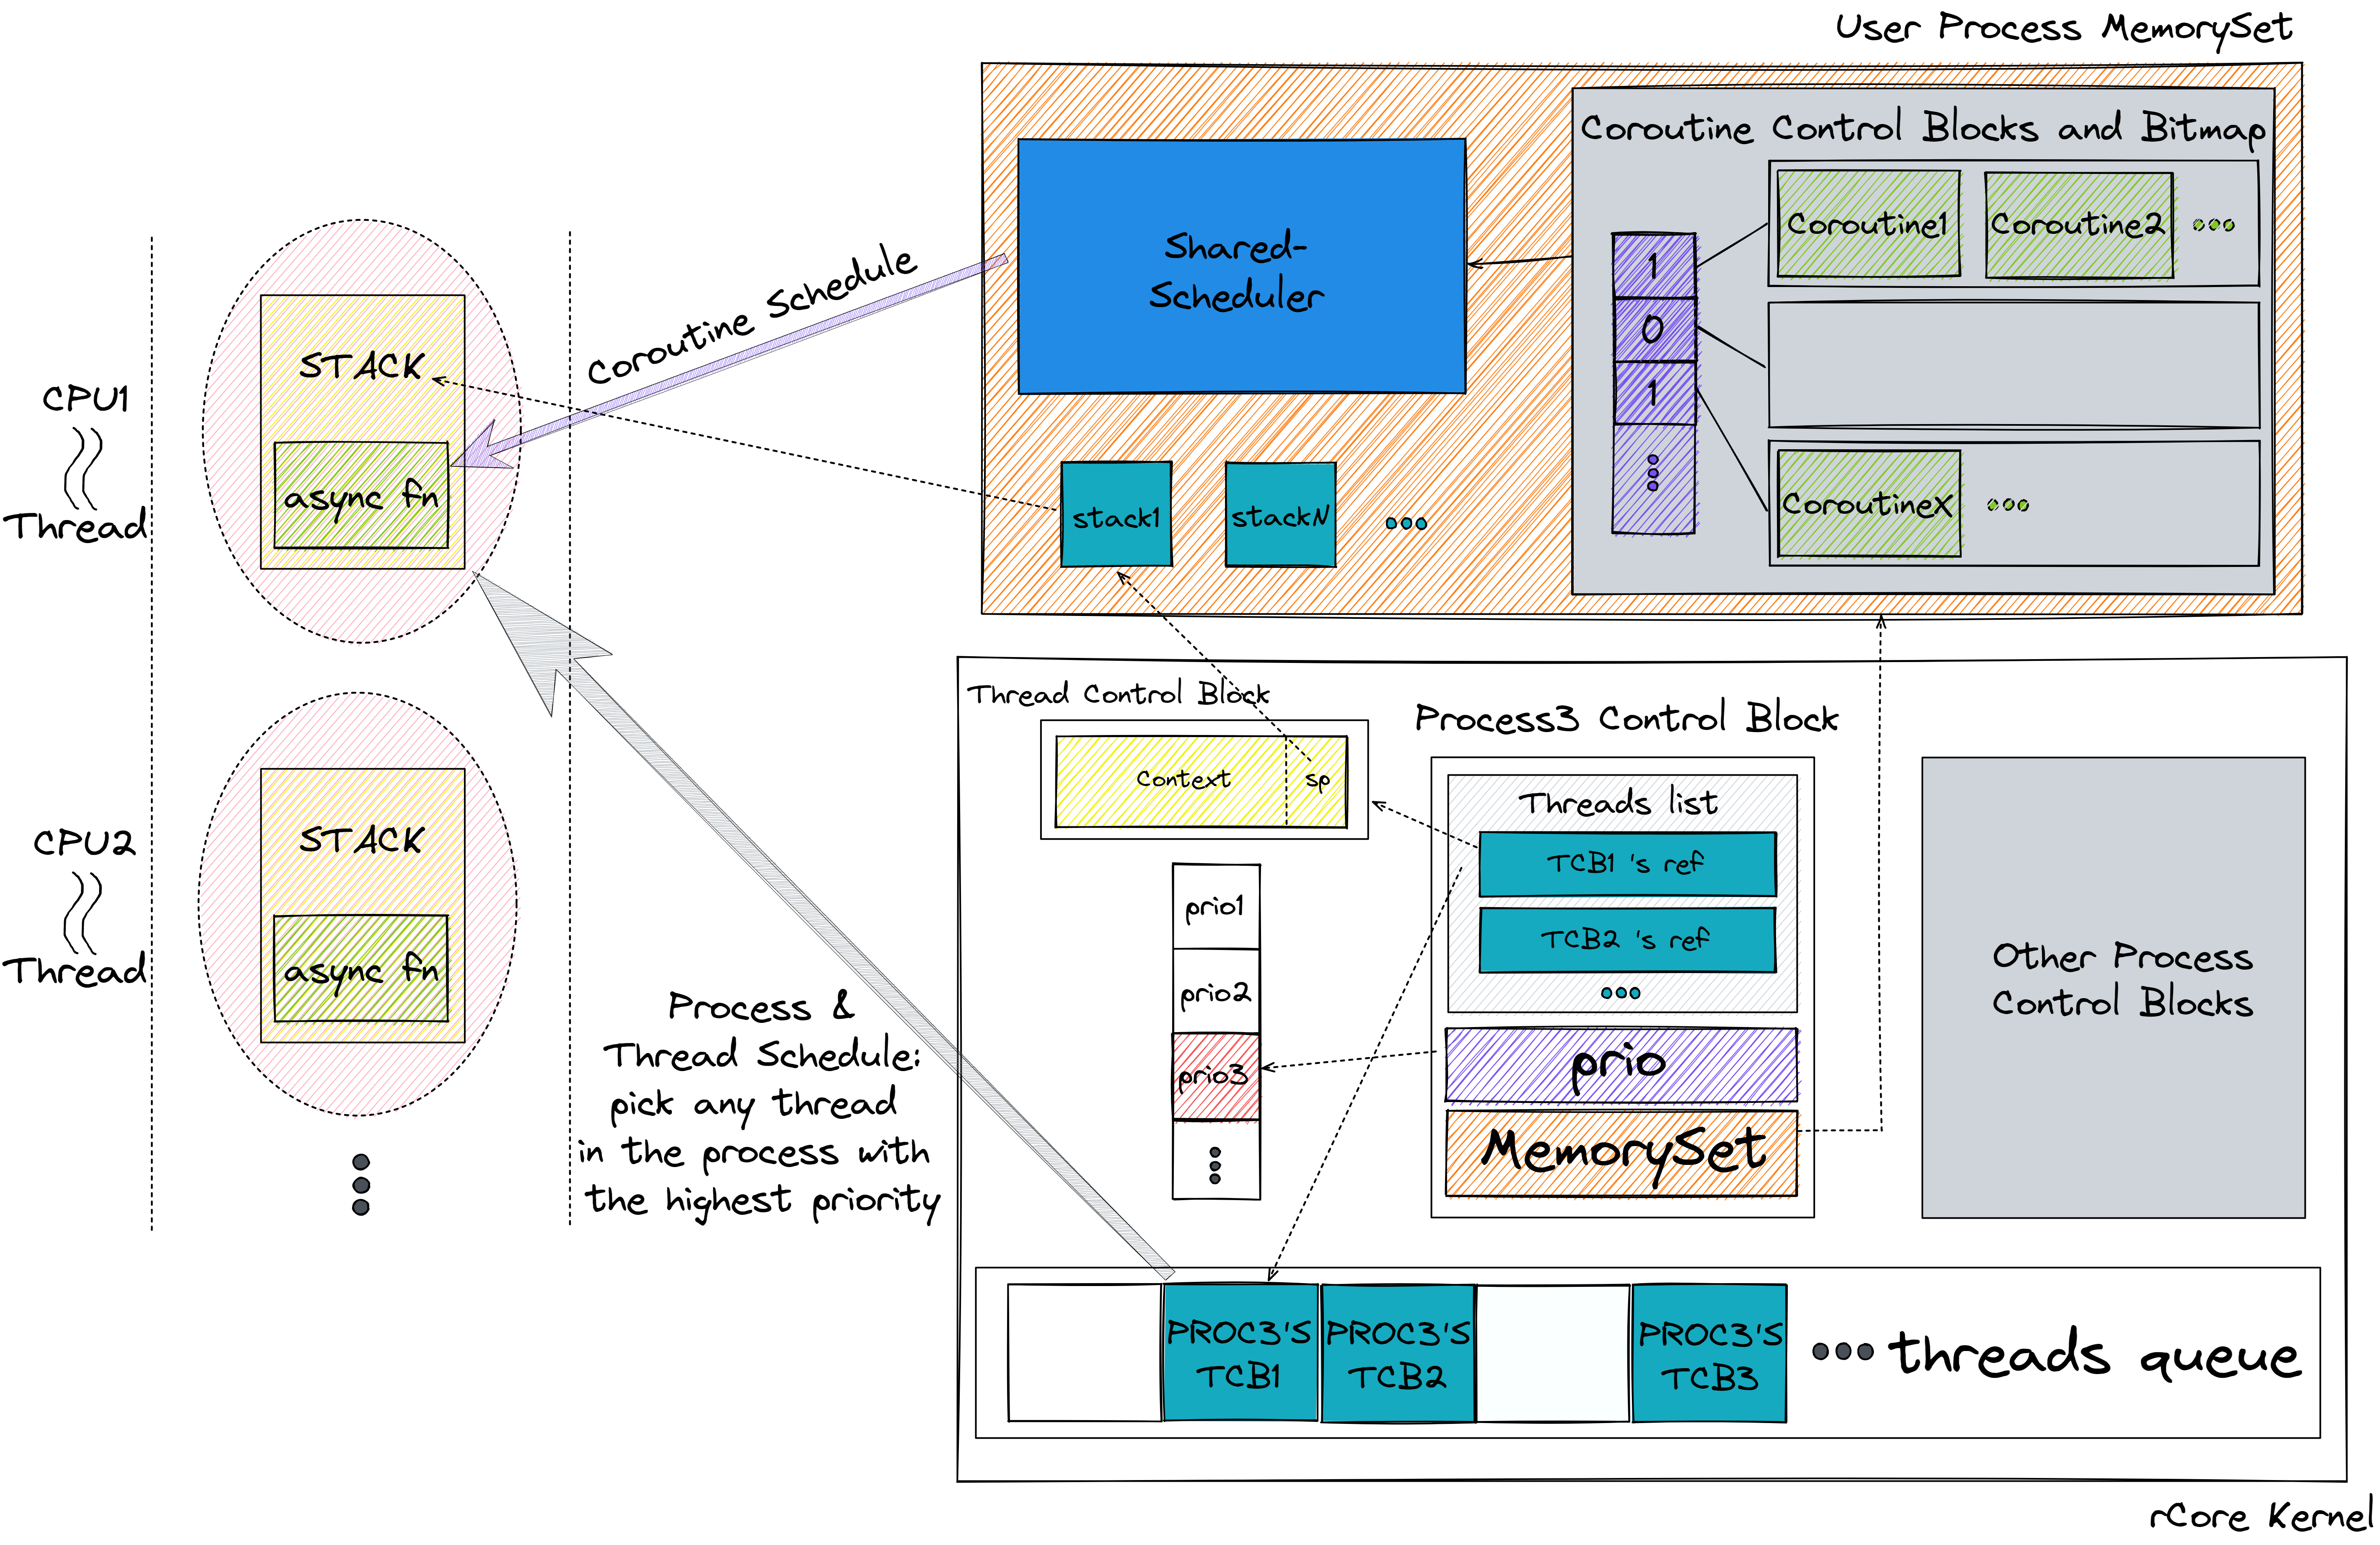 User Process MemorySet
Coroutine Control Blocks and Bitmap
Coroutine1
Coroutine2
1
0
1
CoroutineX
Shared-
Scheduler
stack1
stackN
Coroutine Schedule
CPU1
Thread
STACK
async fn
CPU2
Thread
STACK
async fn
Process &
Thread Schedule:
pick any thread
in the process with
the highest priority
Thread Control Block
Context
sp
prio1
prio2
prio3
Process3 Control Block
Threads list
TCB1 's ref
TCB2 's ref
prio
MemorySet
Other Process
Control Blocks
PROC3'S
TCB1
PROC3'S
TCB2
PROC3'S
TCB3
threads queue
rCore Kernel